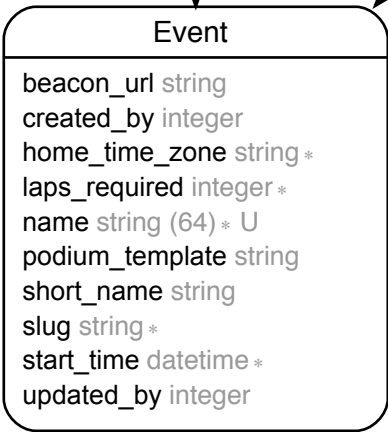 Event
beacon_url string
created_by integer
home_time_zone string *
laps_required integer *
name string (64) * U
podium_template string
short_name string
slug string *
start_time datetime *
updated_by integer